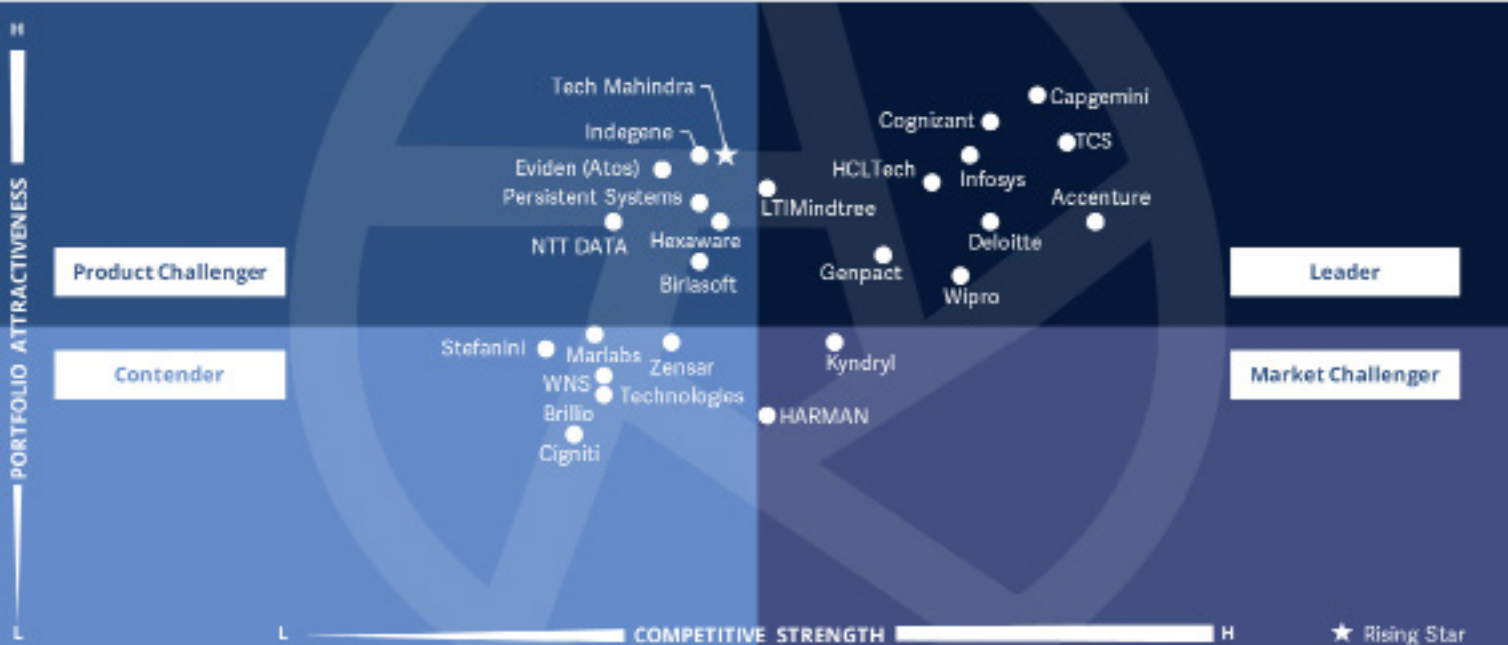 H
Tech Mahindra
Capgemini
Cognizant
Indegene
TCS
Eviden (Atos)
HCLTech
Infosys
Persistent Systems
Accenture
LTIMindtree
NTT DATA
Hexaware
Deloitte
Product Challenger
Genpact
Leader
Birlasoft
Wipro
PORTFOLIO ATTRACTIVENESS
Stefanini
Marlabs
Zensar
Technologies
Kyndryl
Contender
WNS
Market Challenger
Brillio
HARMAN
Cigniti
L
L
COMPETITIVE STRENGTH
H
Rising Star